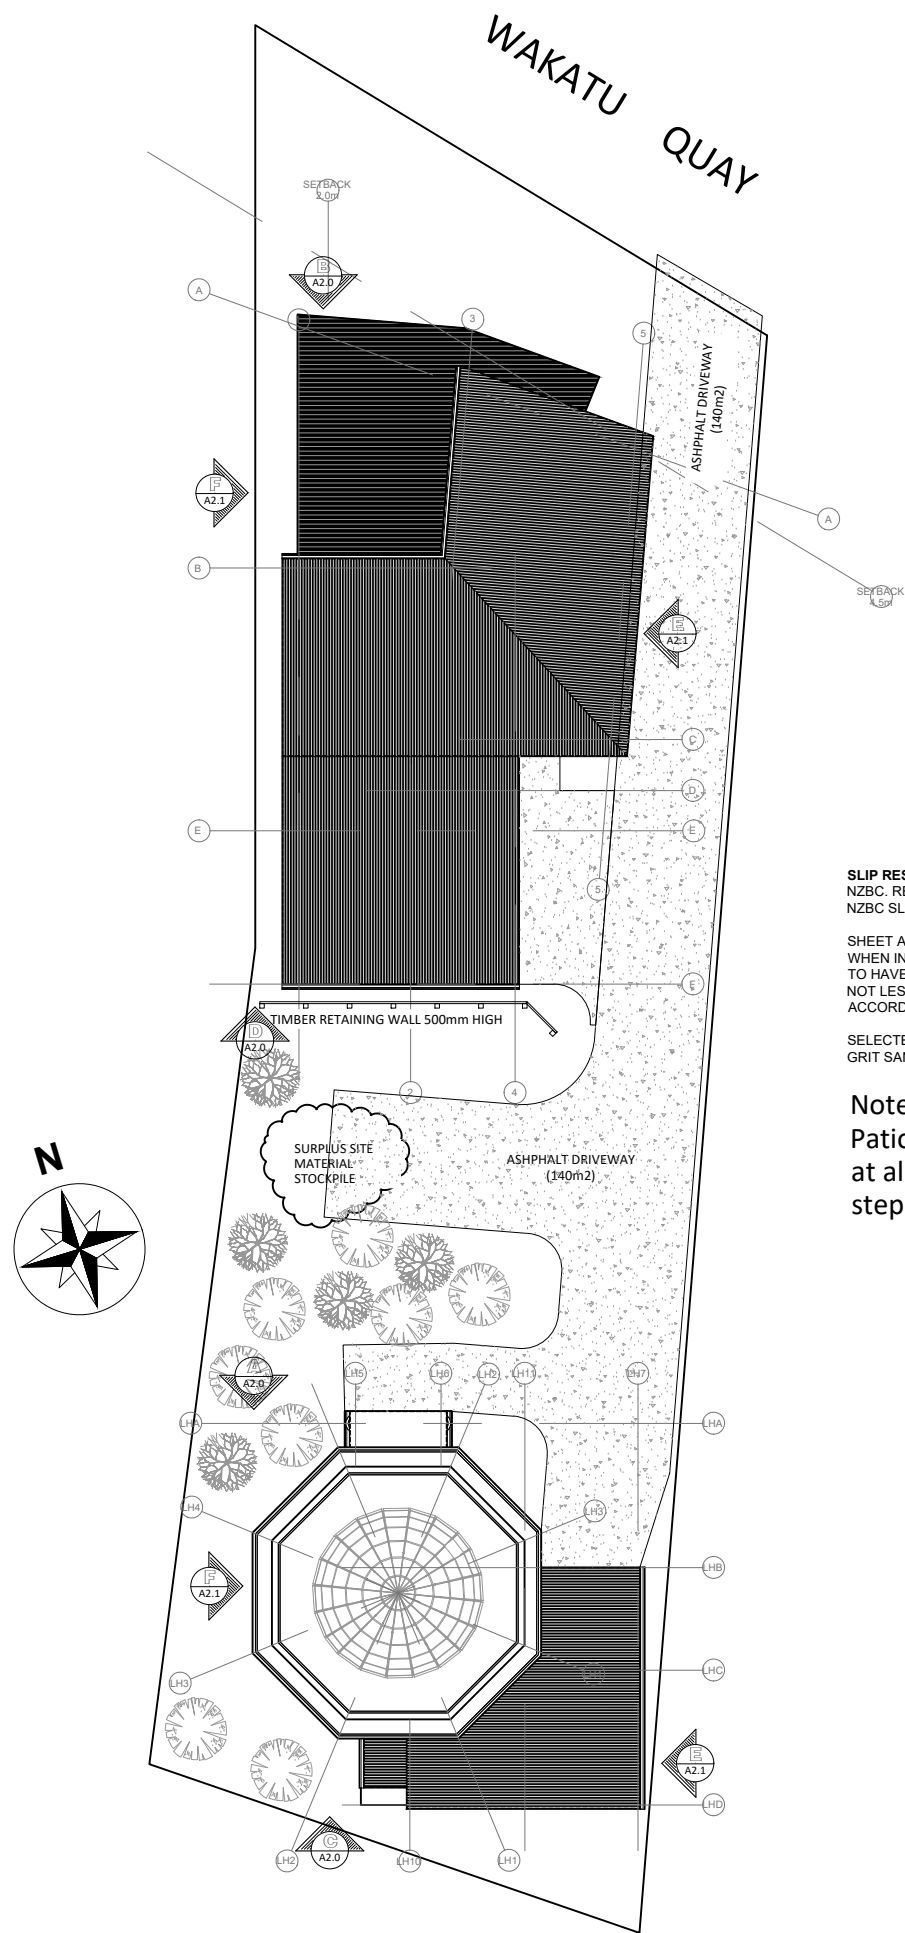 WAKATU QUAY
SETBACK
2.0m
B
A2.0
A
3
5
ASHPHALT DRIVEWAY
(140m2)
F
A2.1
A
B
SETBACK
4.5m
E
A2.1
C
D
E
E
5
SLIP RES
NZBC. RE
NZBC SL
SHEET A
WHEN IN
TO HAVE
NOT LES
ACCORD
SELECTE
GRIT SAN
F
TIMBER RETAINING WALL 500mm HIGH
D
A2.0
2
4
Note
Patio
at al
step
SURPLUS SITE
MATERIAL
STOCKPILE
ASHPHALT DRIVEWAY
(140m2)
N
A
A2.0
LH5
LH6
LH2
LH11
LH7
LHA
LHA
LH4
LH3
LHB
F
A2.1
LHC
LH3
E
A2.1
LHD
C
A2.0
LH2
LH10
LH1